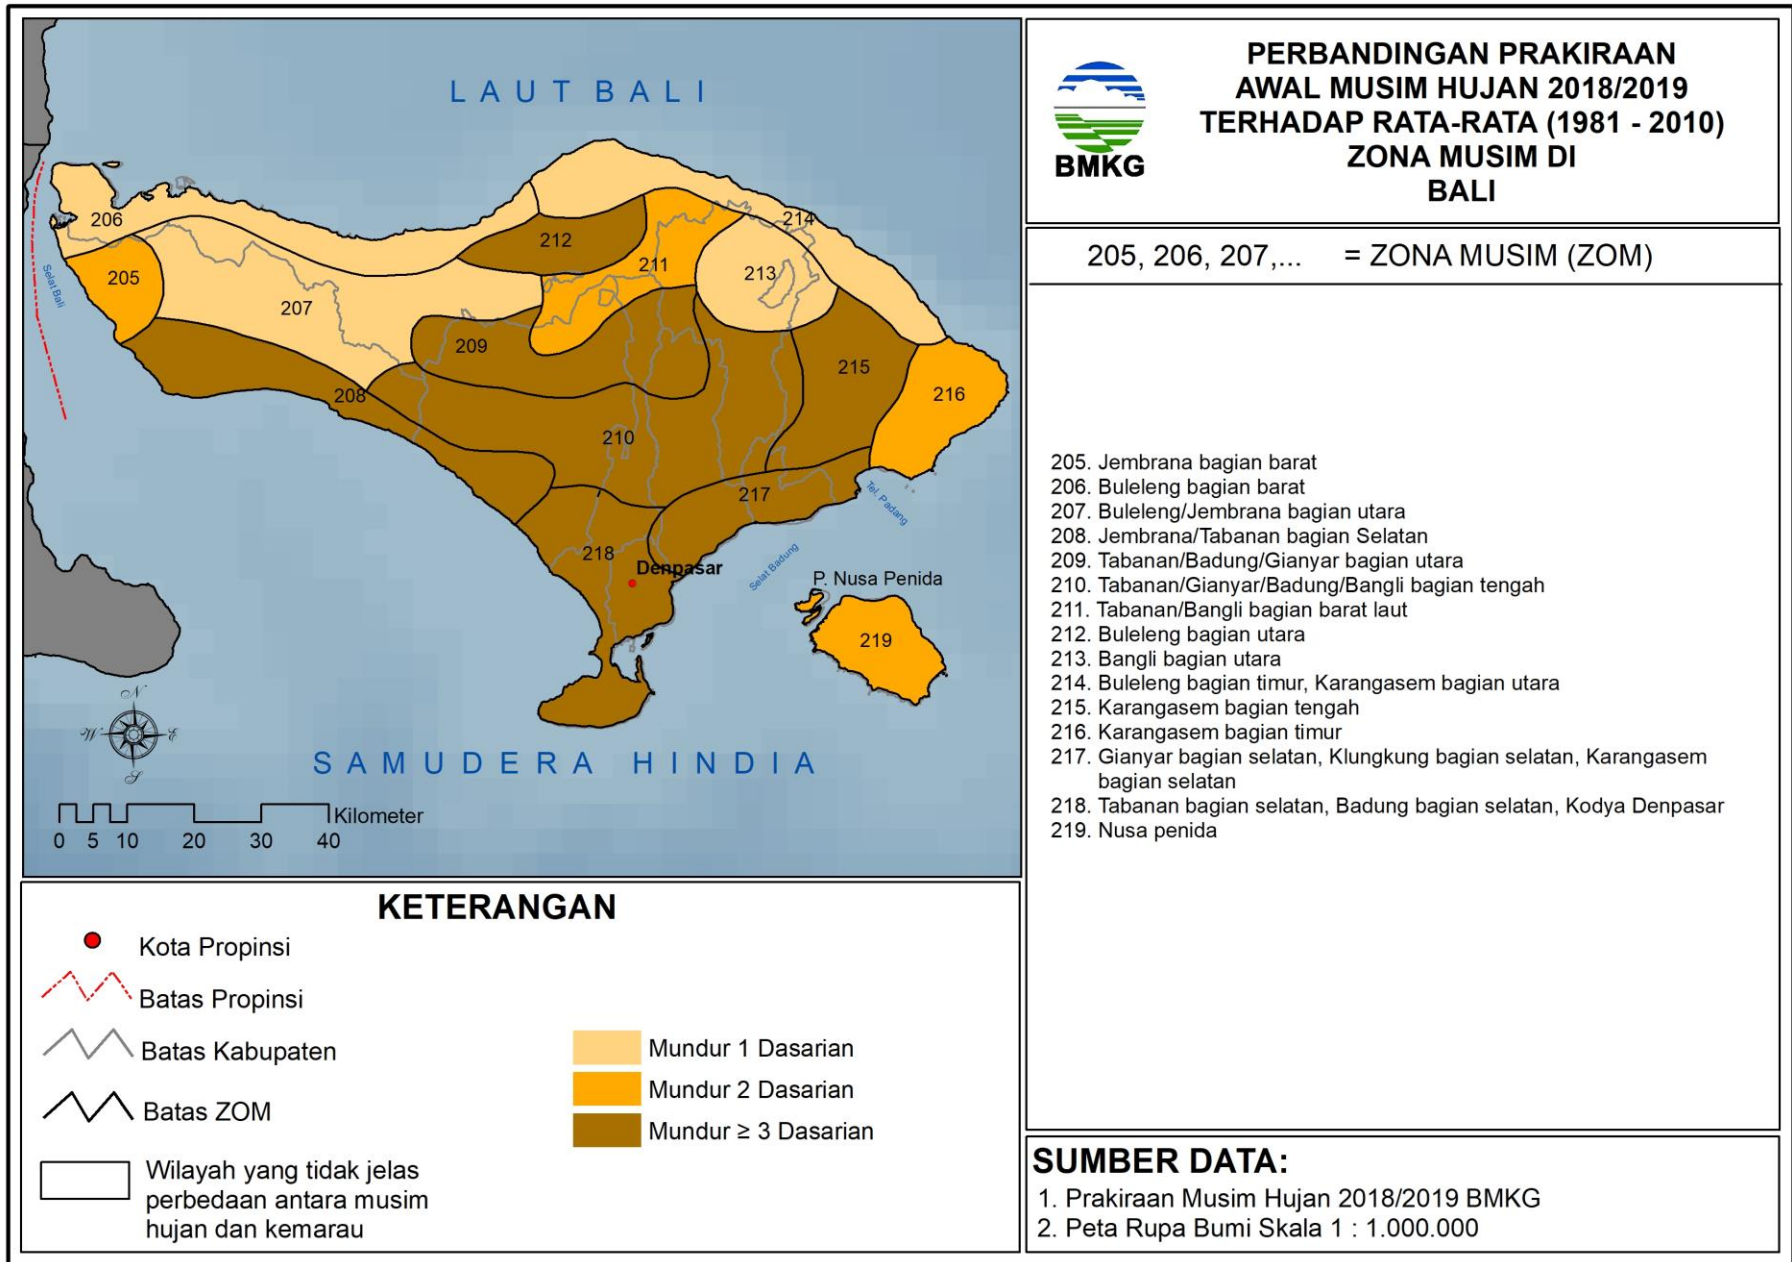 LAUT BALI
206
205
207
208
209
212
211
214
213
215
216
210
217
218
Denpasar
P. Nusa Penida
219
Selat Bali
Tel. Padang
Selat Badung
SAMUDERA HINDIA
N
W E
S
Kilometer
0 5 10 20 30 40
BMKG
PERBANDINGAN PRAKIRAAN
AWAL MUSIM HUJAN 2018/2019
TERHADAP RATA-RATA (1981 - 2010)
ZONA MUSIM DI
BALI
205, 206, 207,... = ZONA MUSIM (ZOM)
205. Jembrana bagian barat
206. Buleleng bagian barat
207. Buleleng/Jembrana bagian utara
208. Jembrana/Tabanan bagian Selatan
209. Tabanan/Badung/Gianyar bagian utara
210. Tabanan/Gianyar/Badung/Bangli bagian tengah
211. Tabanan/Bangli bagian barat laut
212. Buleleng bagian utara
213. Bangli bagian utara
214. Buleleng bagian timur, Karangasem bagian utara
215. Karangasem bagian tengah
216. Karangasem bagian timur
217. Gianyar bagian selatan, Klungkung bagian selatan, Karangasem
bagian selatan
218. Tabanan bagian selatan, Badung bagian selatan, Kodya Denpasar
219. Nusa penida
KETERANGAN
Kota Propinsi
Batas Propinsi
Batas Kabupaten
Batas ZOM
Wilayah yang tidak jelas
perbedaan antara musim
hujan dan kemarau
Mundur 1 Dasarian
Mundur 2 Dasarian
Mundur ≥ 3 Dasarian
SUMBER DATA:
1. Prakiraan Musim Hujan 2018/2019 BMKG
2. Peta Rupa Bumi Skala 1 : 1.000.000